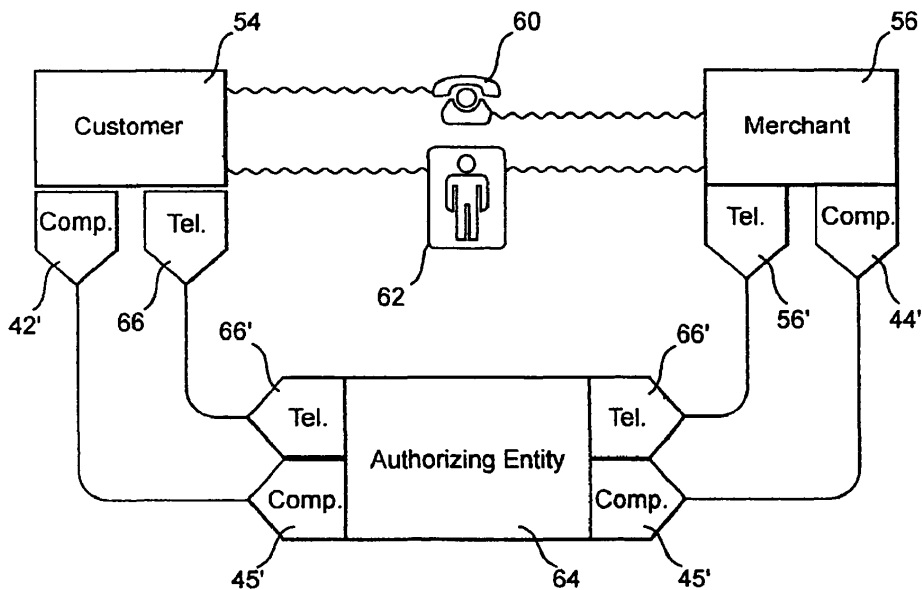 54
60
56
Customer
Merchant
Comp.
Tel.
Tel.
Comp.
42'
66
62
56'
44'
66'
66'
Tel.
Authorizing Entity
Tel.
Comp.
Comp.
45'
64
45'